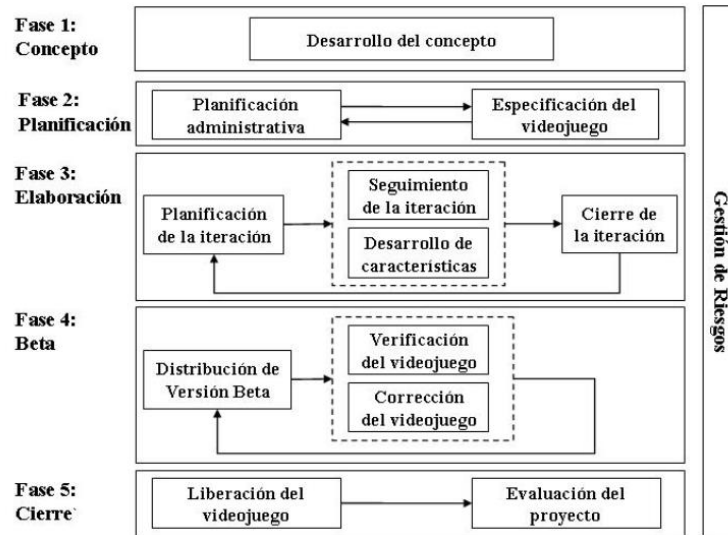 Fase 1:
Concepto
Desarrollo del concepto
Fase 2:
Planificación
Planificación
administrativa
Especificación del
videojuego
Fase 3:
Elaboración
Planificación
de la iteración
Seguimiento
de la iteración
Desarrollo de
características
Cierre de
la iteración
Fase 4:
Beta
Distribución de
Versión Beta
Verificación
del videojuego
Corrección
del videojuego
Fase 5:
Cierre
Liberación del
videojuego
Evaluación del
proyecto
Gestión de Riesgos